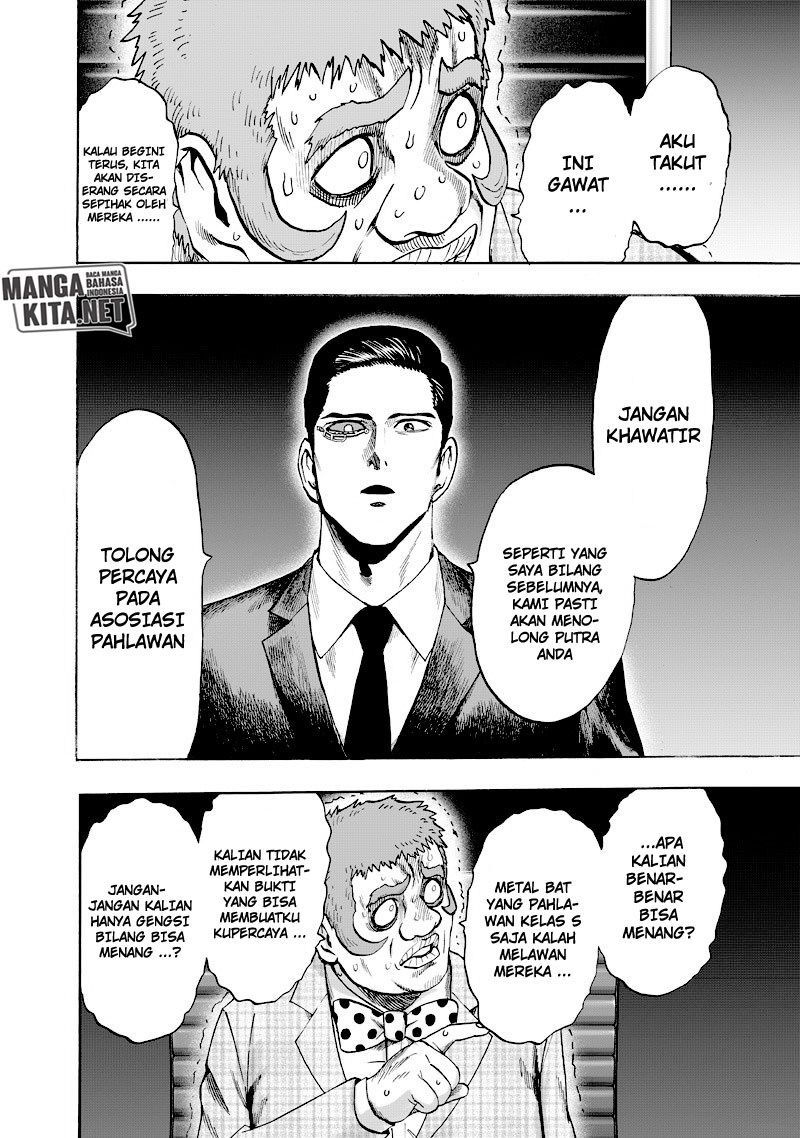 AKU
TAKUT
......
INI
GAWAT
...
KALAU BEGINI
TERUS, KITA
AKAN DIS-
ERANG SECARA
SEPIHAK OLEH
MEREKA ......
MANGA
KITA.NET
BACA MANGA
BAHASA
INDONESIA
JANGAN
KHAWATIR
SEPERTI YANG
SAYA BILANG
SEBELUMNYA,
KAMI PASTI
AKAN MENO-
LONG PUTRA
ANDA
TOLONG
PERCAYA
PADA
ASOSIASI
PAHLAWAN
...APA
KALIAN
BENAR-
BENAR
BISA
MENANG?
METAL BAT
YANG PAHLA-
WAN KELAS S
SAJA KALAH
MELAWAN
MEREKA ...
KALIAN TIDAK
MEMPERLIHAT-
KAN BUKTI
YANG BISA
MEMBUATKU
KUPERCAYA ...
JANGAN-
JANGAN KALIAN
HANYA GENGSI
BILANG BISA
MENANG ...?